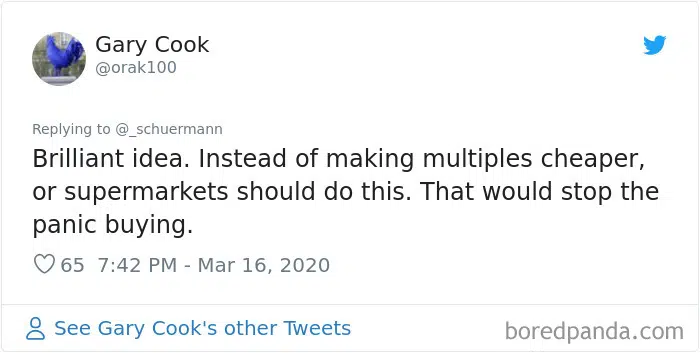 Gary Cook
@orak100
Replying to @_schuermann
Brilliant idea. Instead of making multiples cheaper,
or supermarkets should do this. That would stop the
panic buying.
65 7:42 PM - Mar 16, 2020
See Gary Cook's other Tweets
boredpanda.com